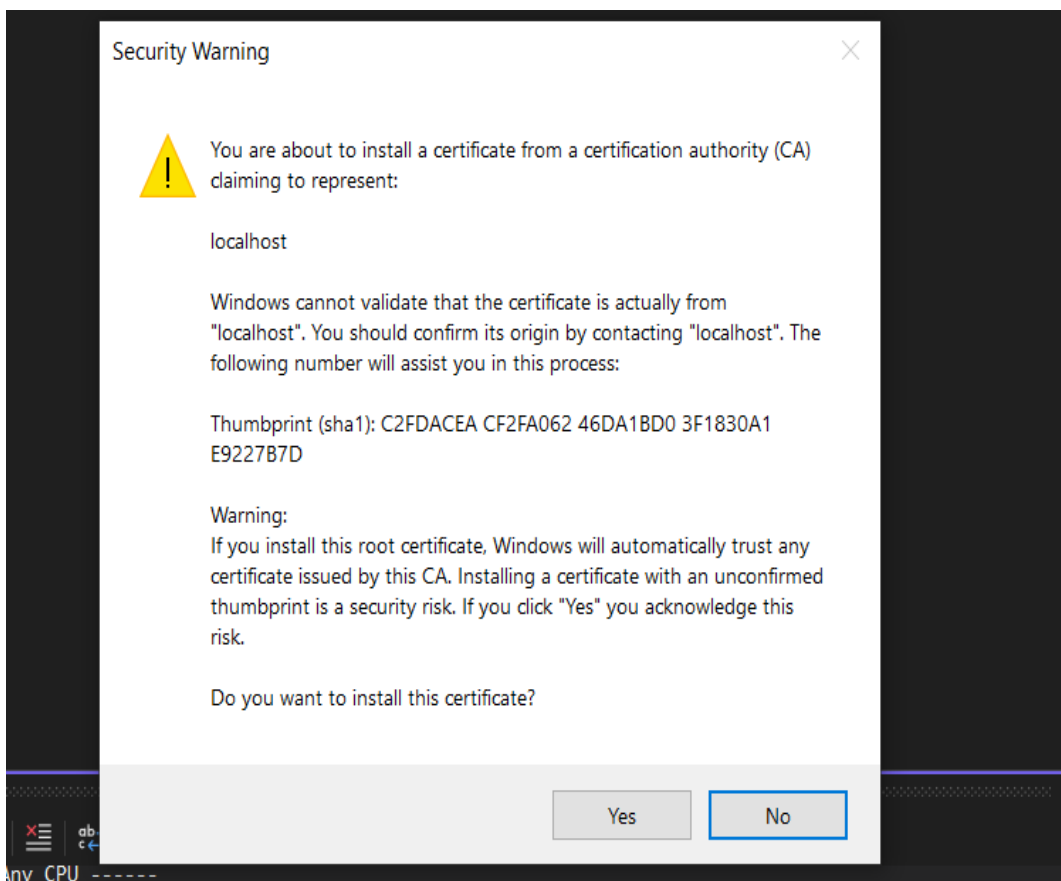 Security Warning
You are about to install a certificate from a certification authority (CA)
claiming to represent:
localhost
Windows cannot validate that the certificate is actually from
"localhost". You should confirm its origin by contacting "localhost". The
following number will assist you in this process:
Thumbprint (sha1): C2FDACEA CF2FA062 46DA1BD0 3F1830A1
E9227B7D
Warning:
If you install this root certificate, Windows will automatically trust any
certificate issued by this CA. Installing a certificate with an unconfirmed
thumbprint is a security risk. If you click "Yes" you acknowledge this
risk.
Do you want to install this certificate?
Yes No
Any CPU ------